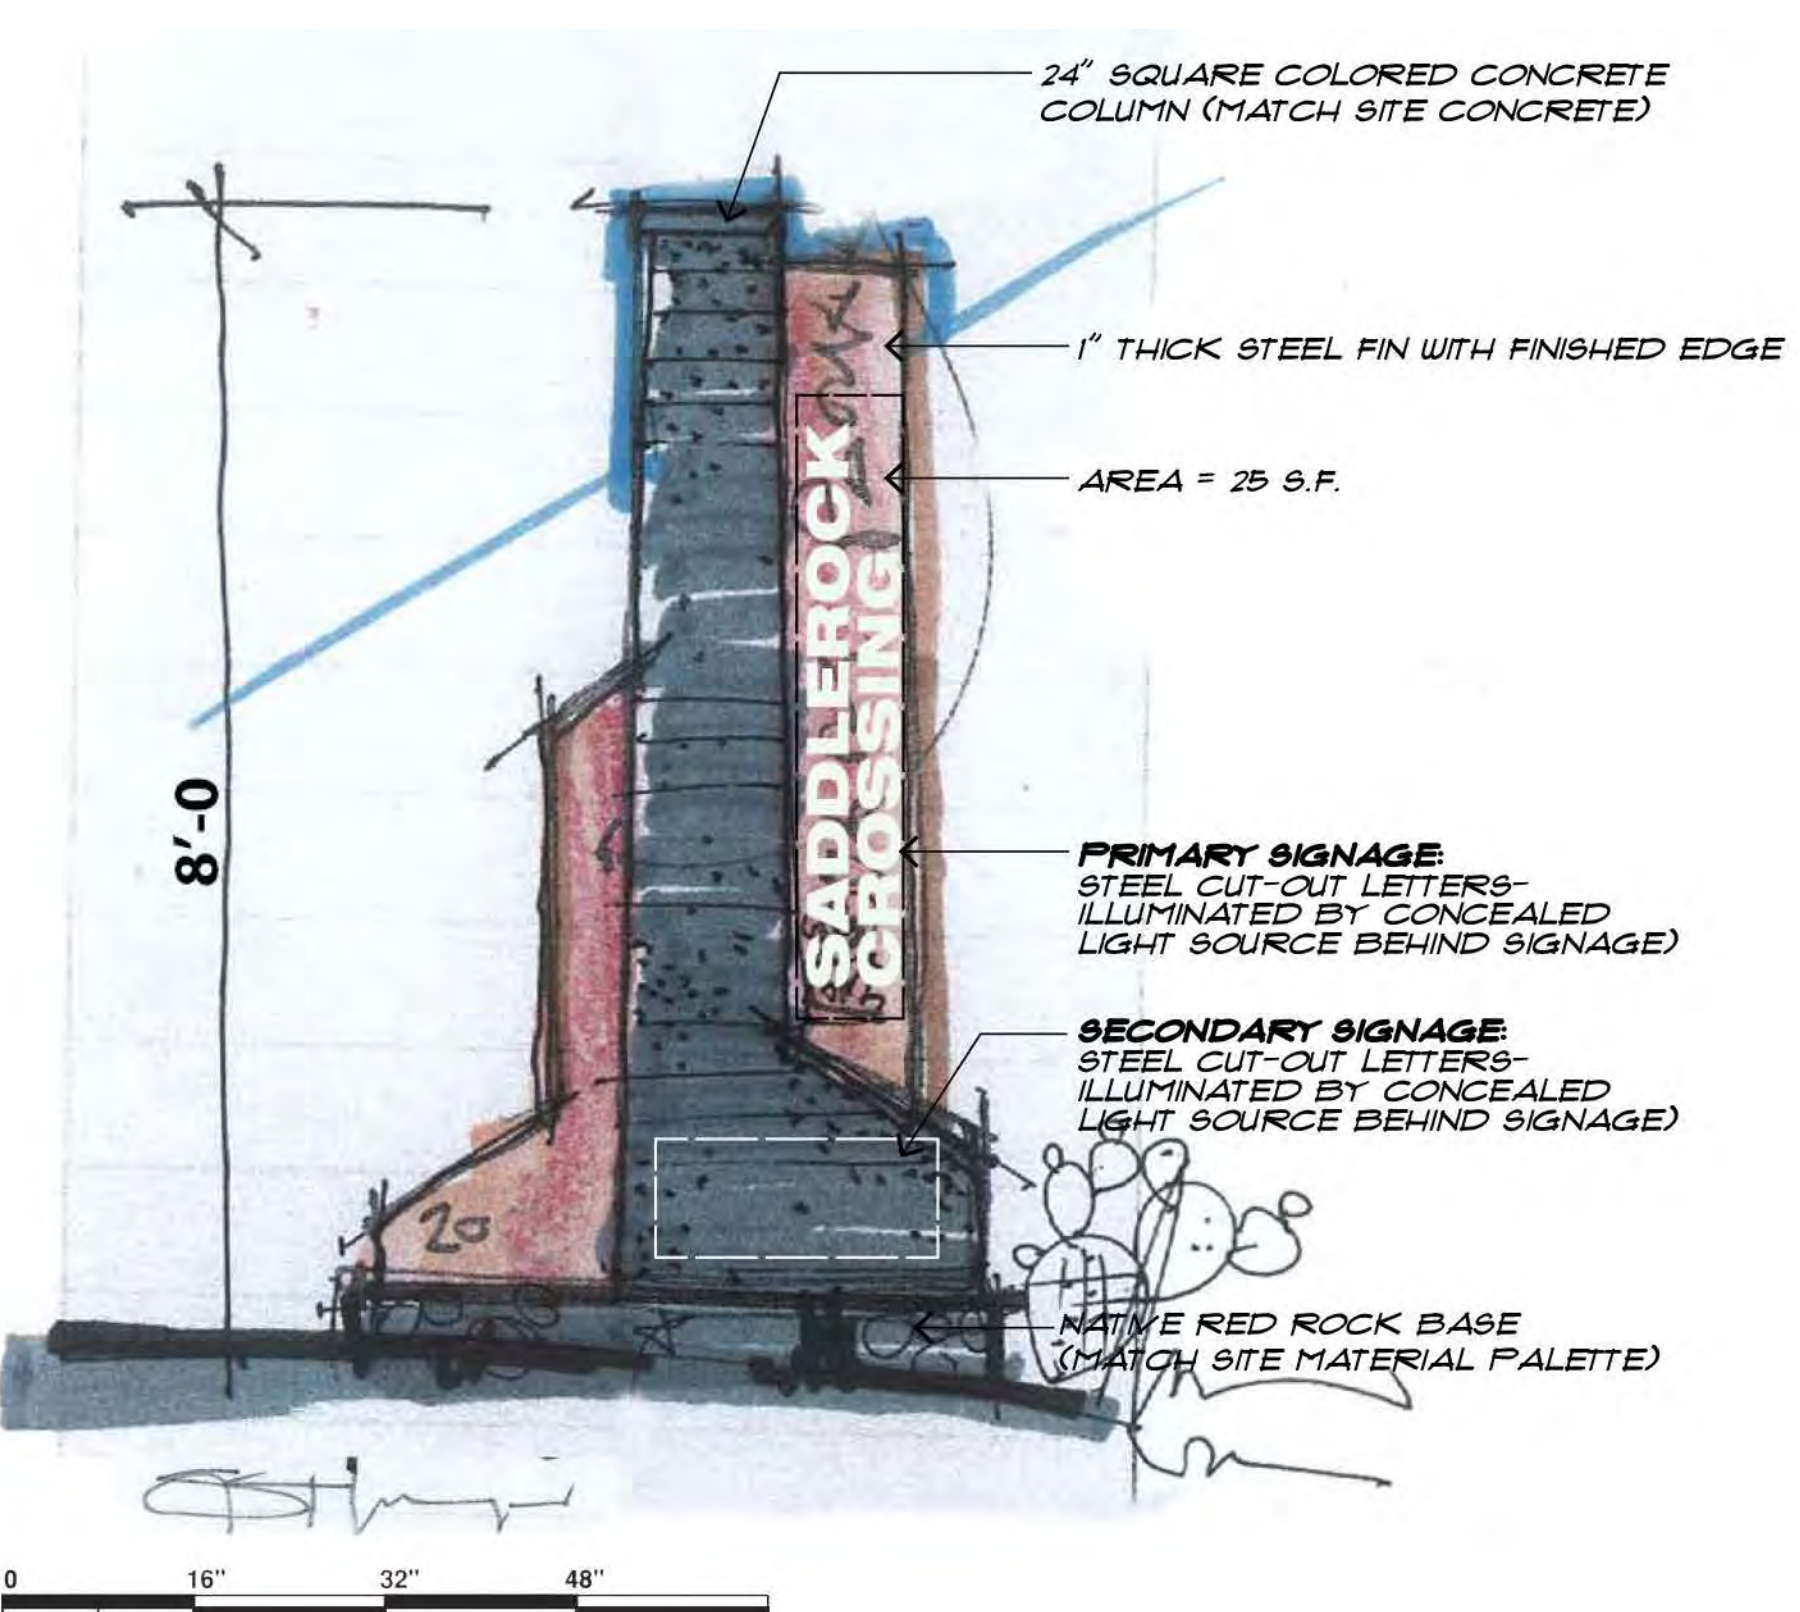 24" SQUARE COLORED CONCRETE
COLUMN (MATCH SITE CONCRETE)
1" THICK STEEL FIN WITH FINISHED EDGE
AREA = 25 S.F.
SADDLEROCK
CROSSING
8'-0
PRIMARY SIGNAGE:
STEEL CUT-OUT LETTERS-
ILLUMINATED BY CONCEALED
LIGHT SOURCE BEHIND SIGNAGE)
SECONDARY SIGNAGE:
STEEL CUT-OUT LETTERS-
ILLUMINATED BY CONCEALED
LIGHT SOURCE BEHIND SIGNAGE)
20
NATIVE RED ROCK BASE
(MATCH SITE MATERIAL PALETTE)
0 16" 32" 48"